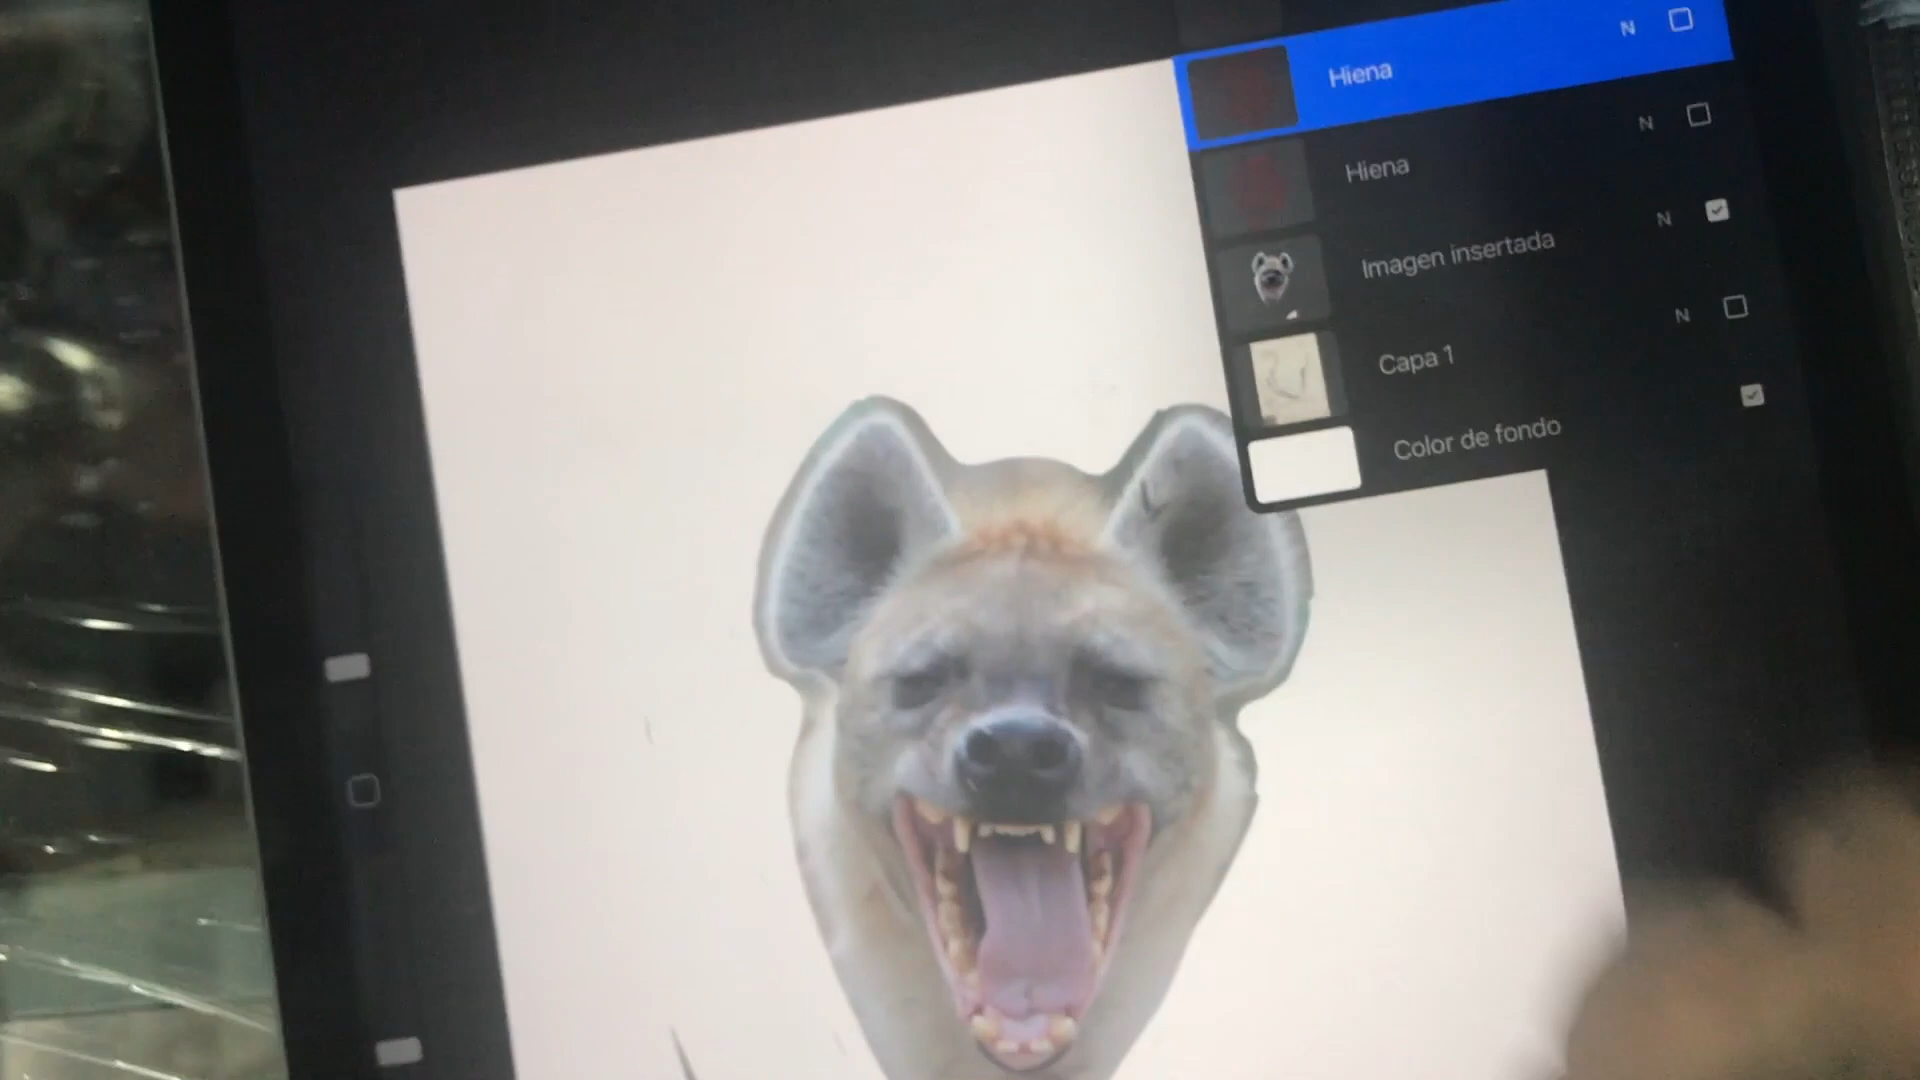 Hiena N
Hiena N
Imagen insertada N
Capa 1 N
Color de fondo